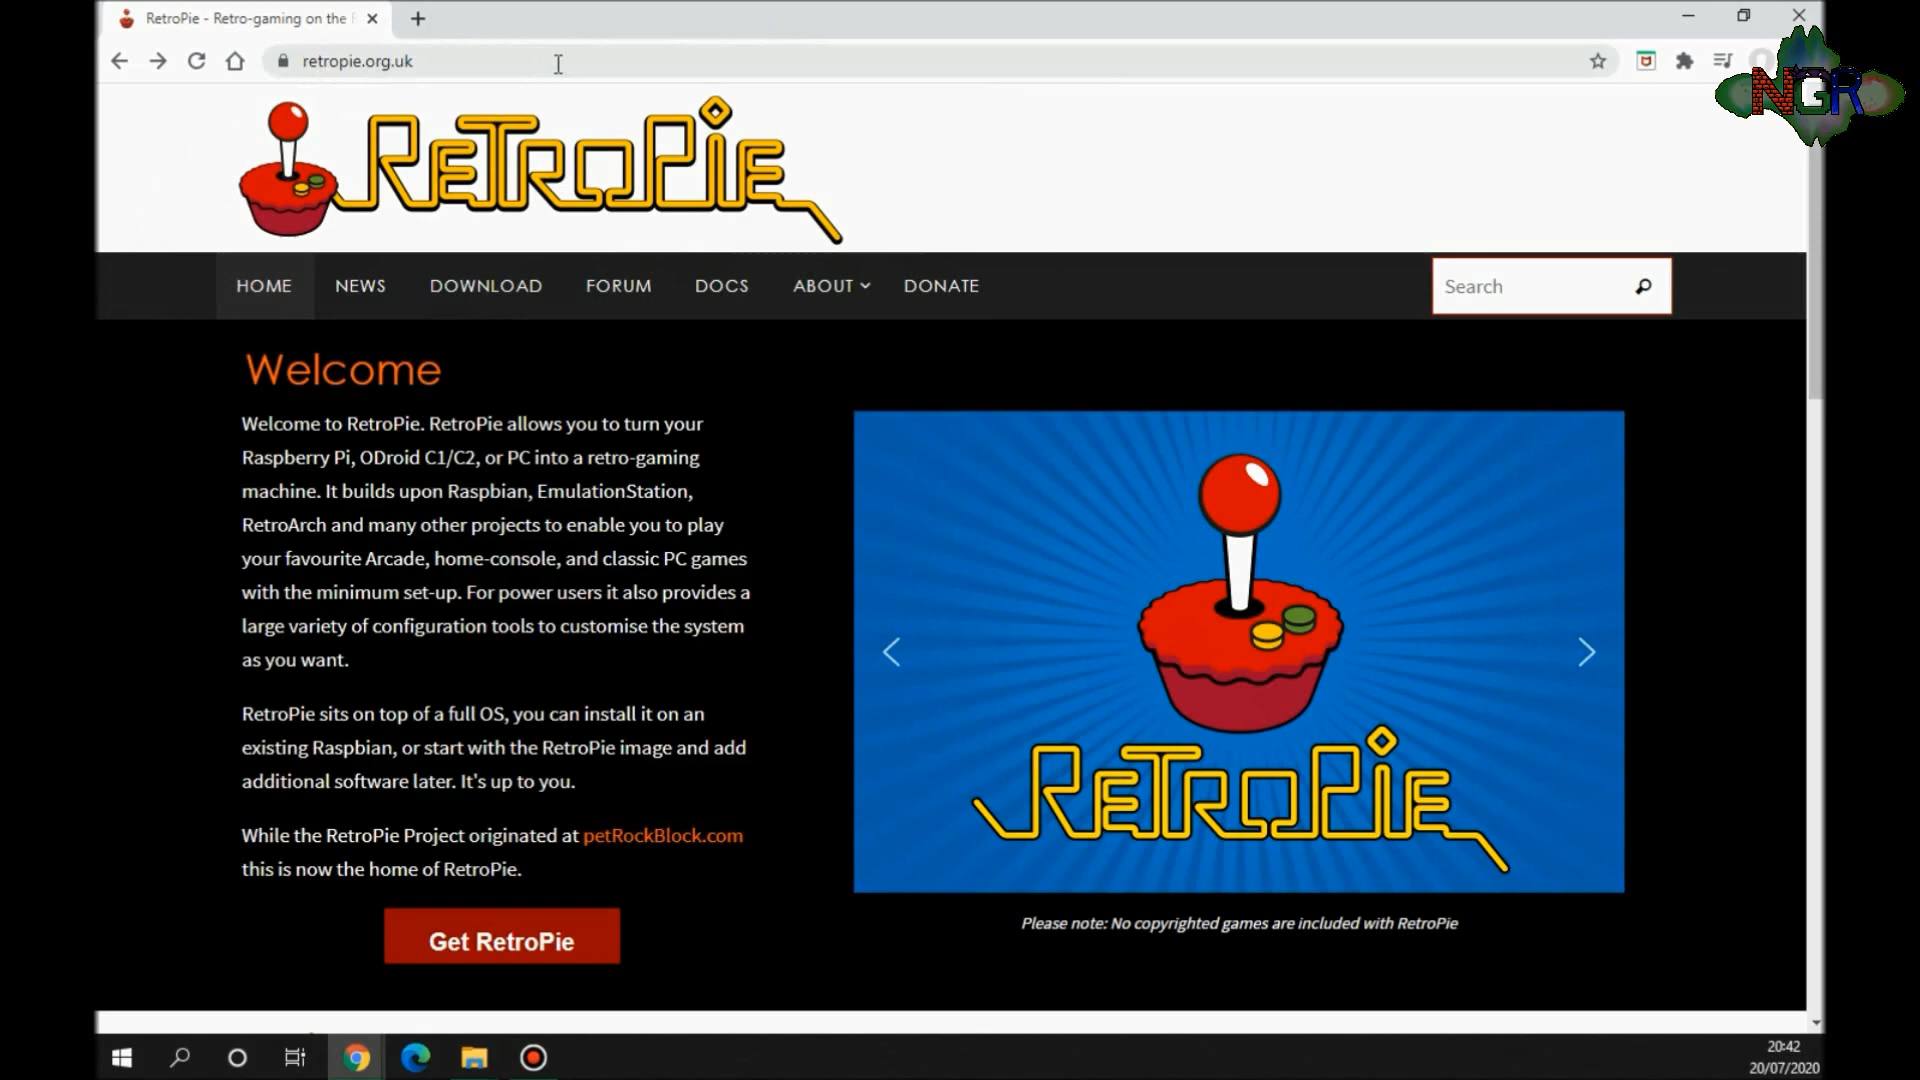 RetroPie - Retro-gaming on the
retropie.org.uk
NGR
RETROPIE
HOME NEWS DOWNLOAD FORUM DOCS ABOUT DONATE
Search
Welcome
Welcome to RetroPie. RetroPie allows you to turn your
Raspberry Pi, ODroid C1/C2, or PC into a retro-gaming
machine. It builds upon Raspbian, EmulationStation,
RetroArch and many other projects to enable you to play
your favourite Arcade, home-console, and classic PC games
with the minimum set-up. For power users it also provides a
large variety of configuration tools to customise the system
as you want.
RetroPie sits on top of a full OS, you can install it on an
existing Raspbian, or start with the RetroPie image and add
additional software later. It's up to you.
While the RetroPie Project originated at petRockBlock.com
this is now the home of RetroPie.
Get RetroPie
RETROPIE
Please note: No copyrighted games are included with RetroPie
20:42
20/07/2020